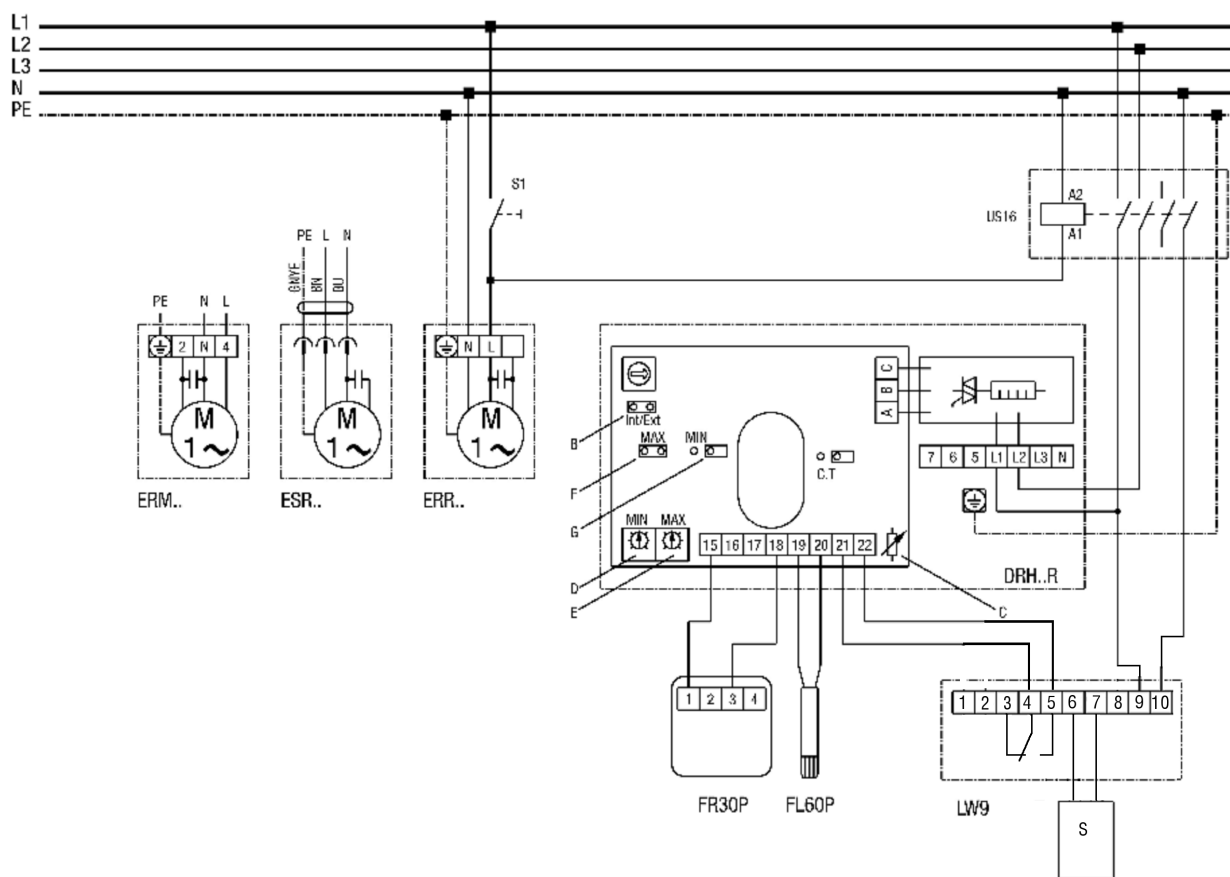 L1
L2
L3
N
PE
S1
US16
A2
A1
PE L N
GNYE
BN
BU
PE N L
2 N 4
M
1 ~
ERM..
M
1 ~
ESR..
N L
M
1 ~
ERR..
Int/Ext
B
MAX
MIN
F
G
C.T
C
B
A
7 6 5 L1 L2 L3 N
MIN MAX
D
E
15 16 17 18 19 20 21 22
C
DRH..R
1 2 3 4
FR30P
FL60P
1 2 3 4 5 6 7 8 9 10
LW9
S